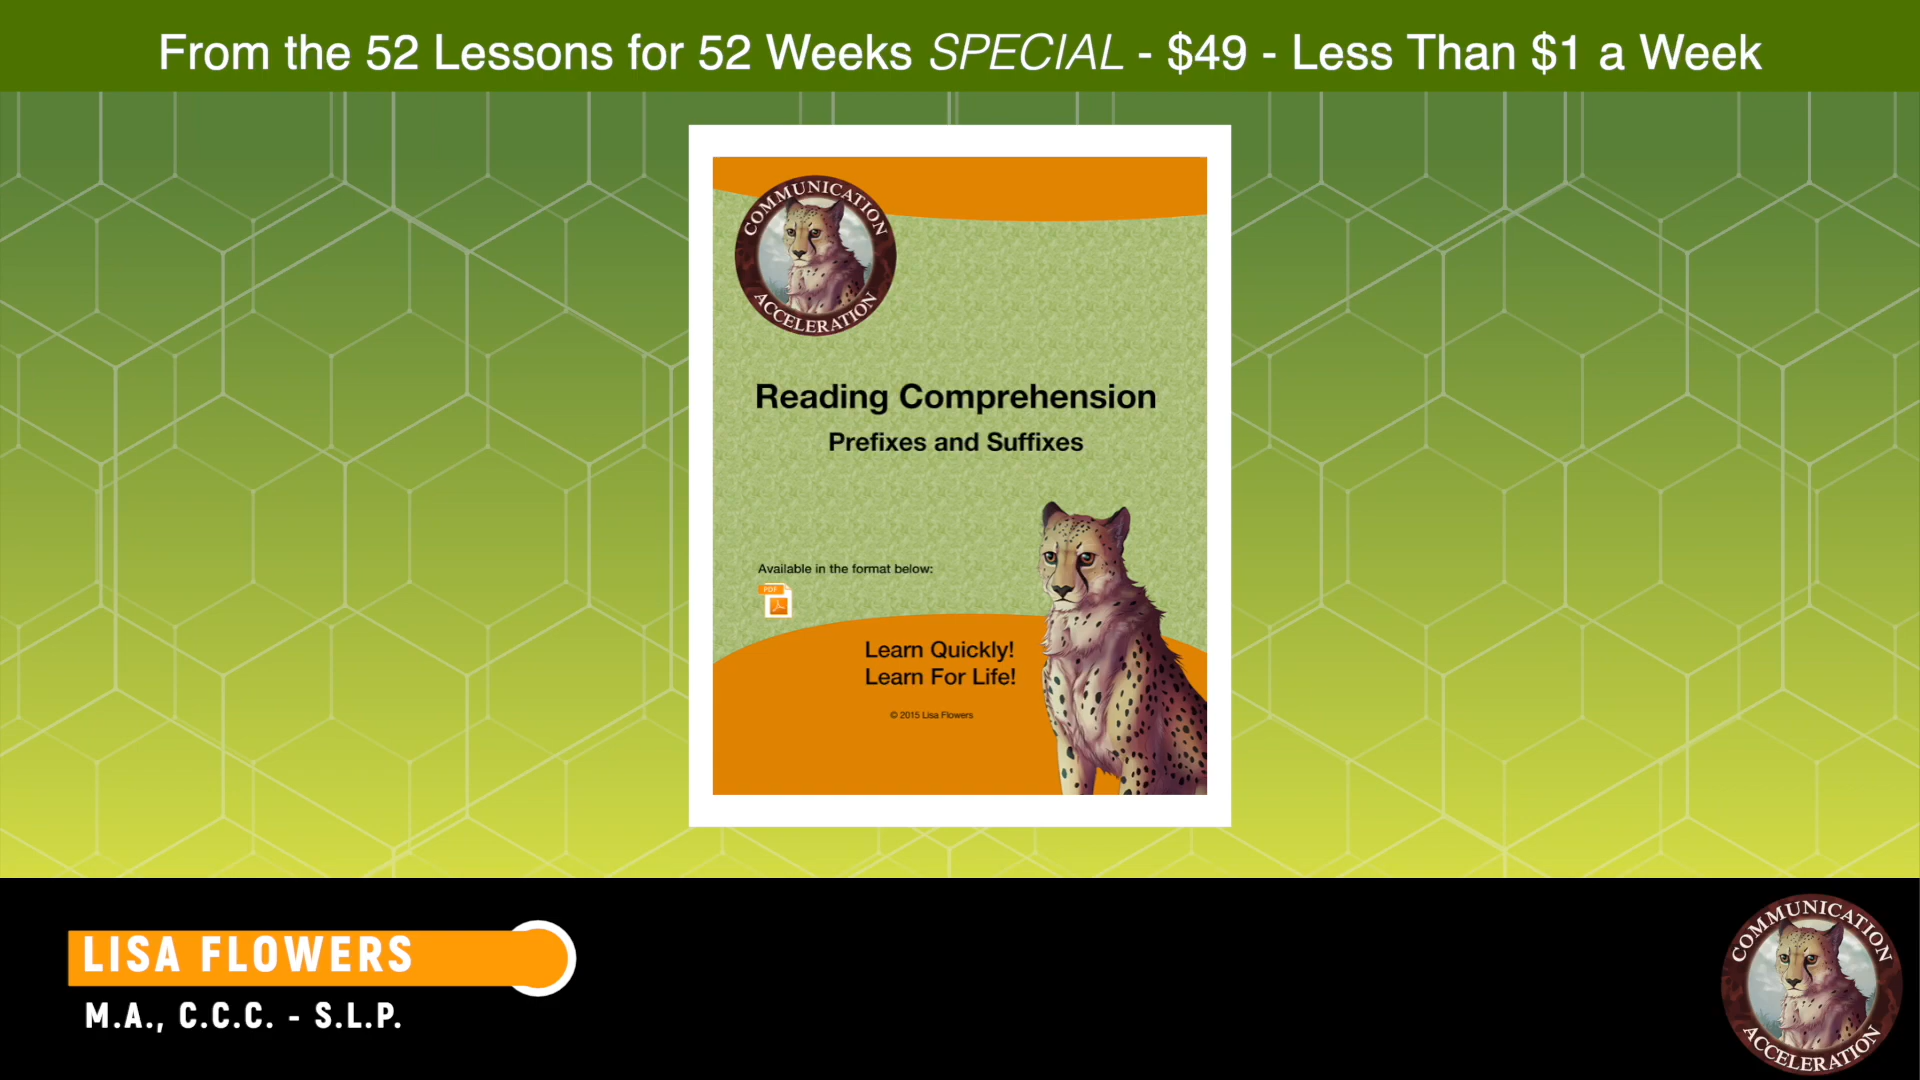 From the 52 Lessons for 52 Weeks SPECIAL - $49 - Less Than $1 a Week
COMMUNICATION
ACCELERATION
Reading Comprehension
Prefixes and Suffixes
Available in the format below:
PDF
Learn Quickly!
Learn For Life!
© 2015 Lisa Flowers
LISA FLOWERS
M.A., C.C.C. - S.L.P.
COMMUNICATION
ACCELERATION